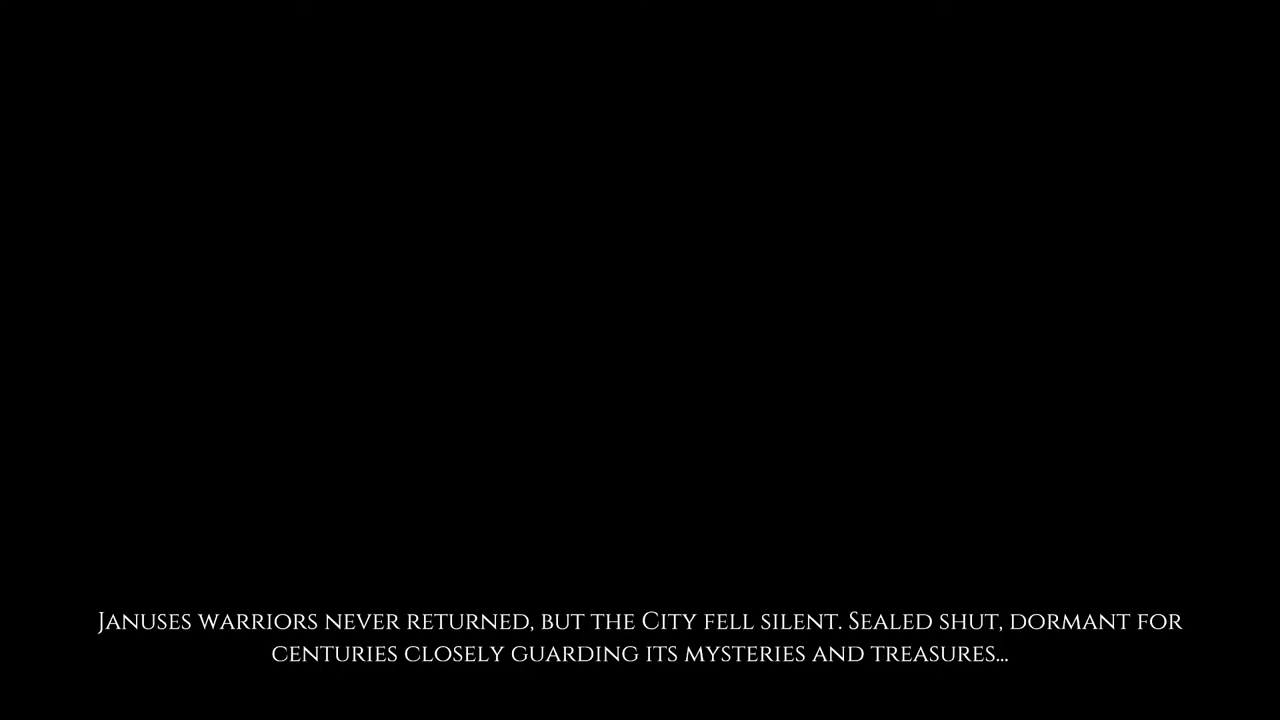 Januses warriors never returned, but the City fell silent. Sealed shut, dormant for
centuries closely guarding its mysteries and treasures...